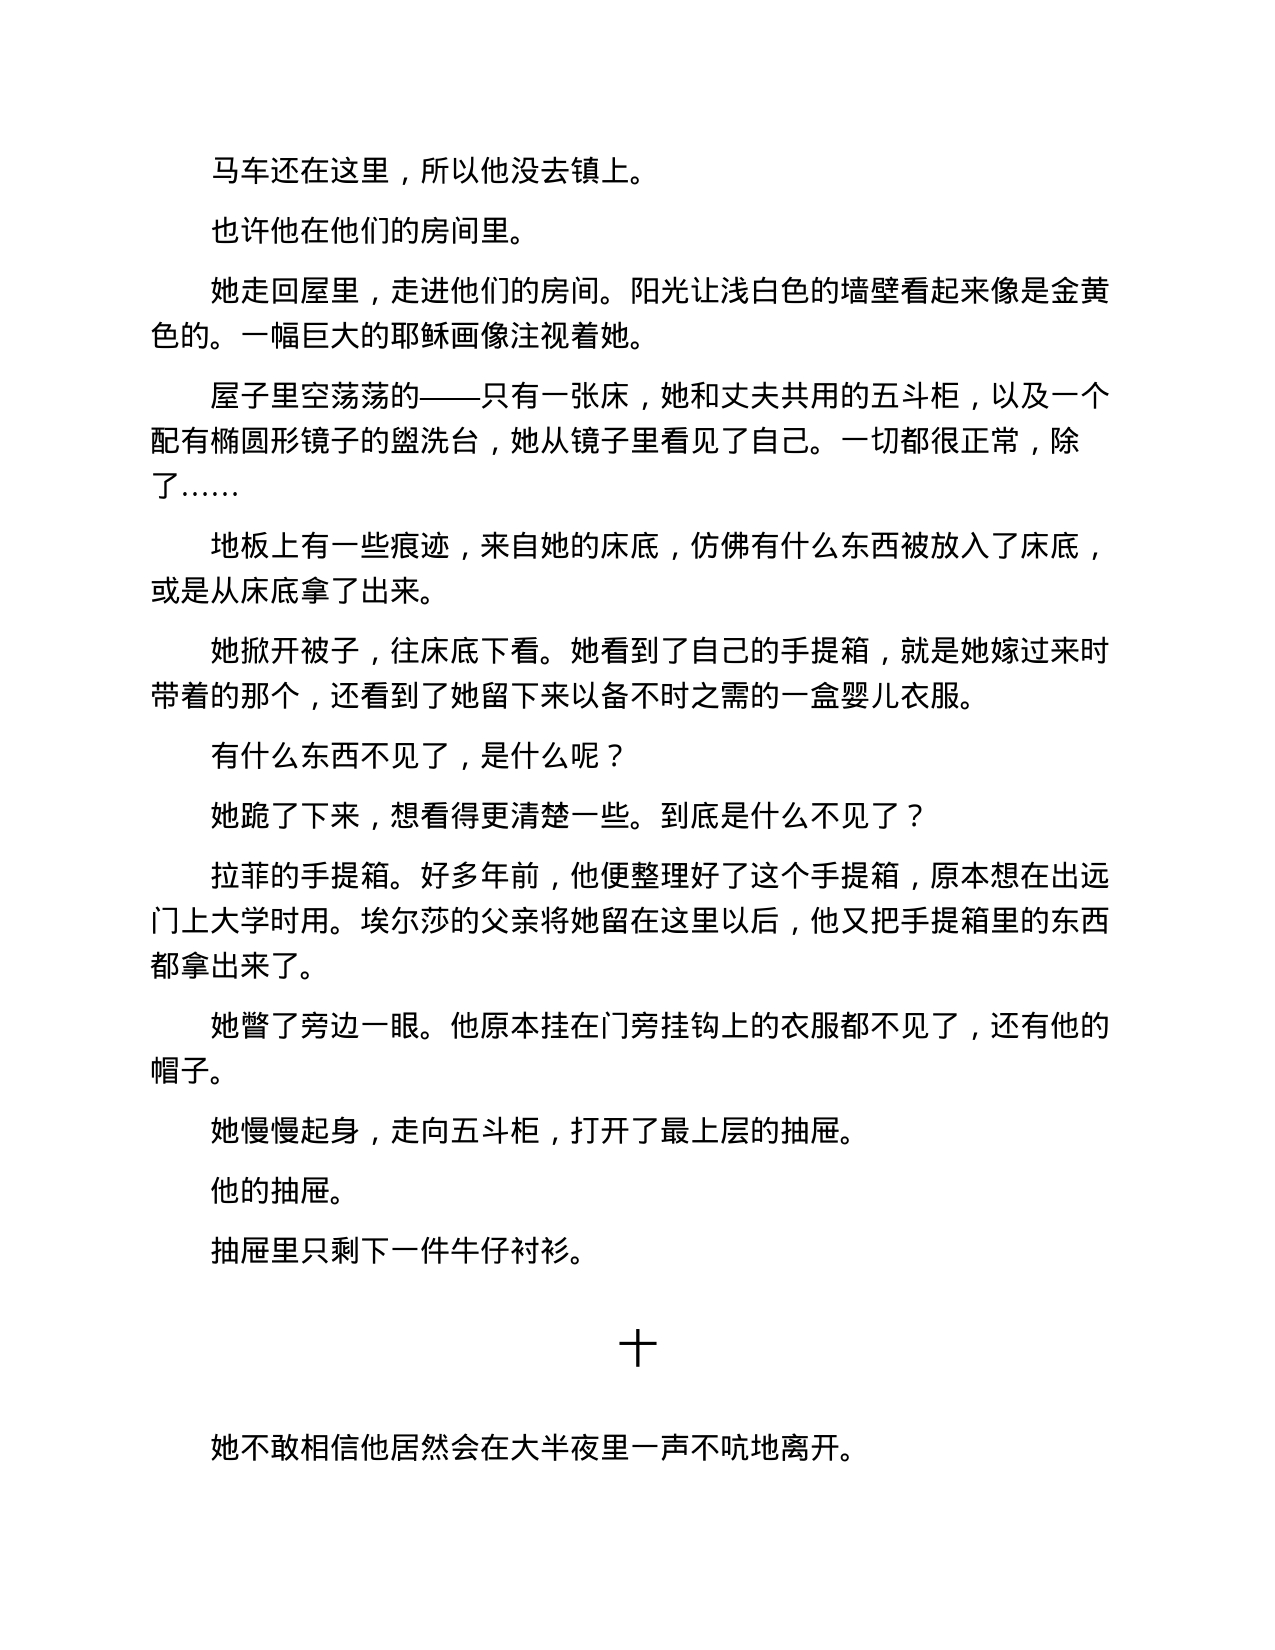 马车还在这里，所以他没去镇上。
也许他在他们的房间里。
她走回屋里，走进他们的房间。阳光让浅白色的墙壁看起来像是金黄
色的。一幅巨大的耶稣画像注视着她。
屋子里空荡荡的——只有一张床，她和丈夫共用的五斗柜，以及一个
配有椭圆形镜子的盥洗台，她从镜子里看见了自己。一切都很正常，除
了……
地板上有一些痕迹，来自她的床底，仿佛有什么东西被放入了床底，
或是从床底拿了出来。
她掀开被子，往床底下看。她看到了自己的手提箱，就是她嫁过来时
带着的那个，还看到了她留下来以备不时之需的一盒婴儿衣服。
有什么东西不见了，是什么呢？
她跪了下来，想看得更清楚一些。到底是什么不见了？
拉菲的手提箱。好多年前，他便整理好了这个手提箱，原本想在出远
门上大学时用。埃尔莎的父亲将她留在这里以后，他又把手提箱里的东西
都拿出来了。
她瞥了旁边一眼。他原本挂在门旁挂钩上的衣服都不见了，还有他的
帽子。
她慢慢起身，走向五斗柜，打开了最上层的抽屉。
他的抽屉。
抽屉里只剩下一件牛仔衬衫。
十
她不敢相信他居然会在大半夜里一声不吭地离开。